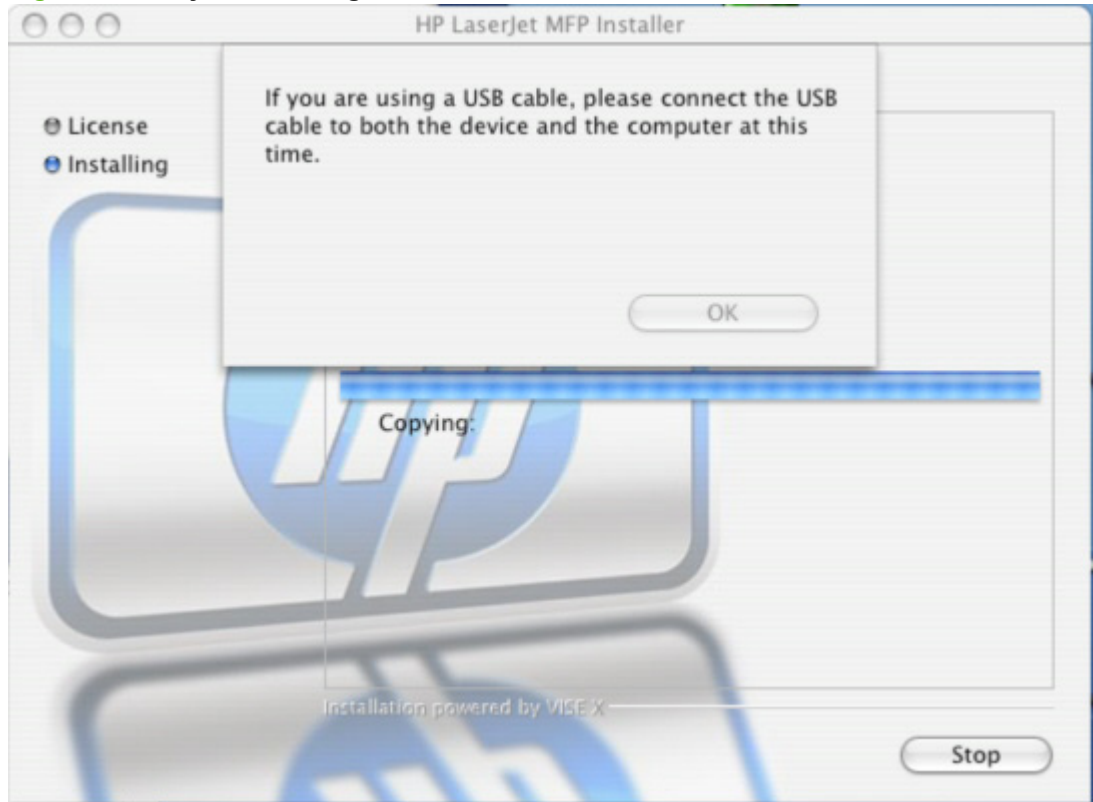 HP LaserJet MFP Installer
If you are using a USB cable, please connect the USB
cable to both the device and the computer at this
time.
License
Installing
OK
hp
Copying:
Installation powered by VISE X
Stop